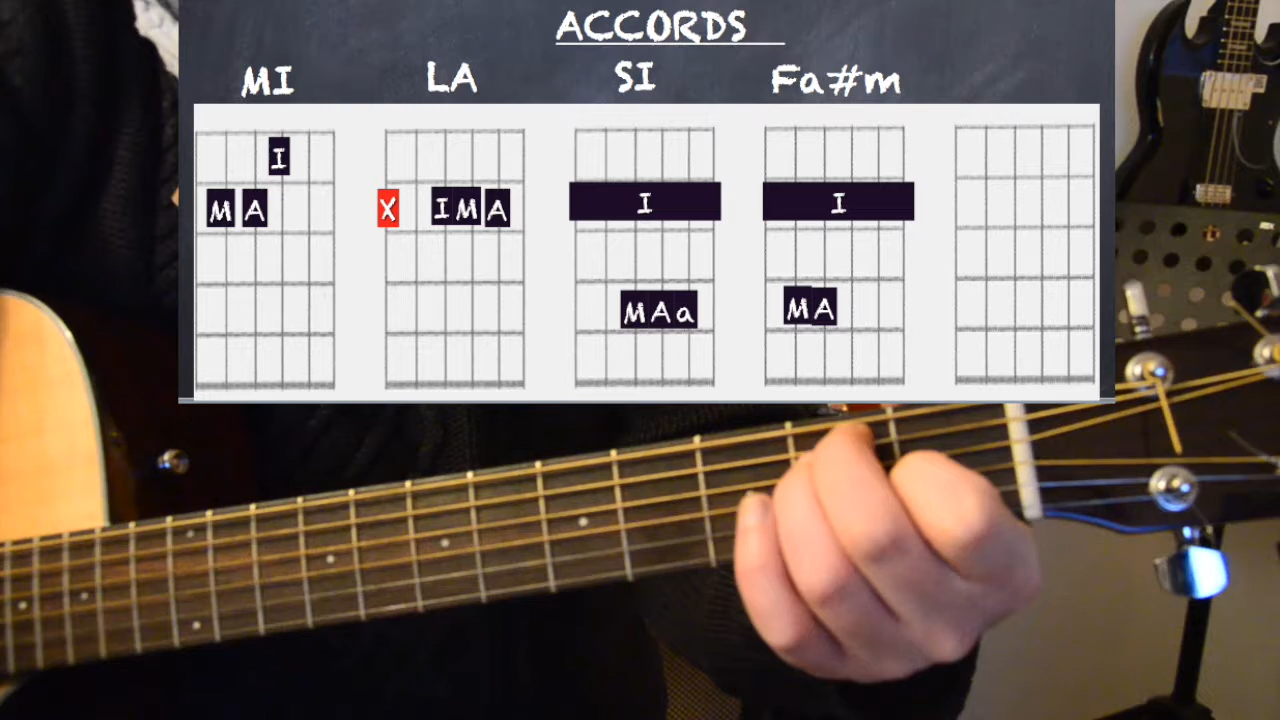 ACCORDS
MI LA SI Fa#m
I
M A X I M A I I
M A a M A